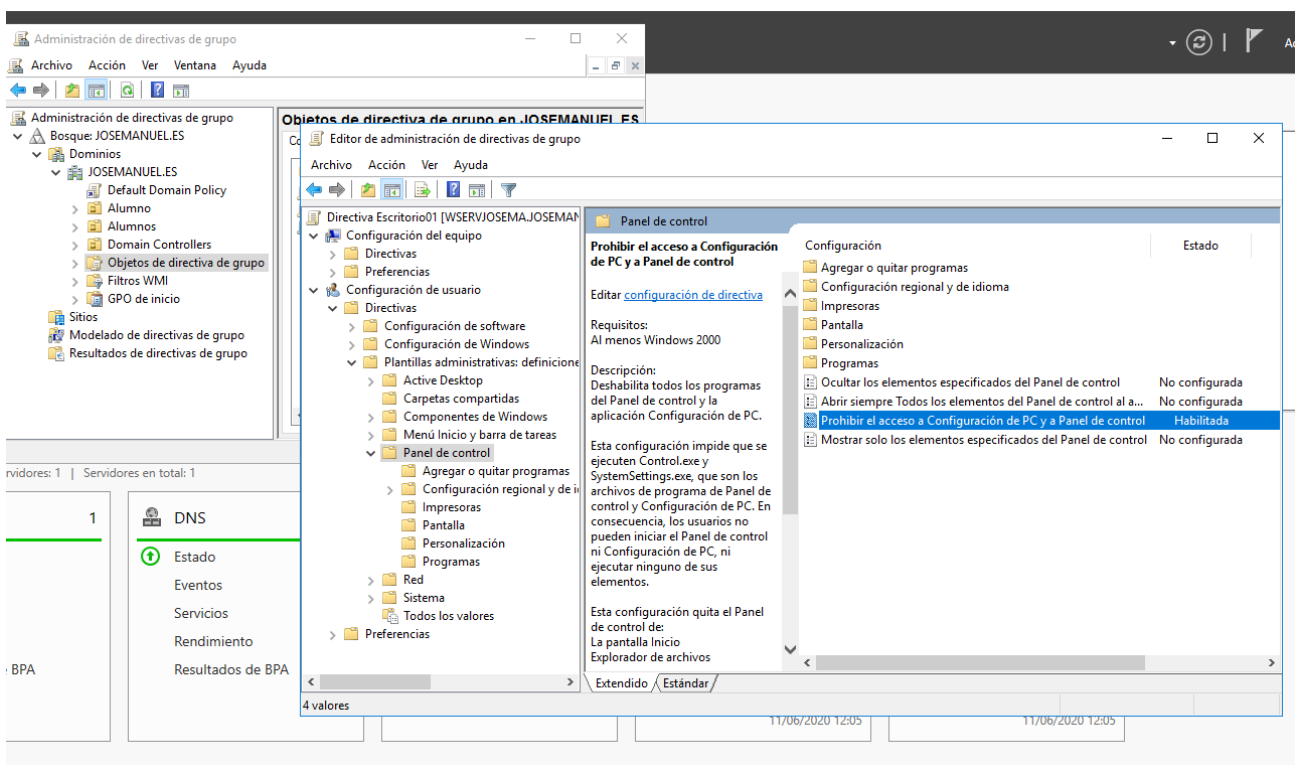 Administración de directivas de grupo
Archivo Acción Ver Ventana Ayuda
Administración de directivas de grupo
Bosque: JOSEMANUEL.ES
Dominios
JOSEMANUEL.ES
Default Domain Policy
Alumno
Alumnos
Domain Controllers
Objetos de directiva de grupo
Filtros WMI
GPO de inicio
Sitios
Modelado de directivas de grupo
Resultados de directivas de grupo
Objetos de directiva de grupo en JOSEMANUEL.ES
Editor de administración de directivas de grupo
Archivo Acción Ver Ayuda
Directiva Escritorio01 [WSERVJOSEMA.JOSEMAN
Configuración del equipo
Directivas
Preferencias
Configuración de usuario
Directivas
Configuración de software
Configuración de Windows
Plantillas administrativas: definicione
Active Desktop
Carpetas compartidas
Componentes de Windows
Menú Inicio y barra de tareas
Panel de control
Agregar o quitar programas
Configuración regional y de i
Impresoras
Pantalla
Personalización
Programas
Red
Sistema
Todos los valores
Preferencias
Panel de control
Prohibir el acceso a Configuración
de PC y a Panel de control
Editar configuración de directiva
Requisitos:
Al menos Windows 2000
Descripción:
Deshabilita todos los programas
del Panel de control y la
aplicación Configuración de PC.
Esta configuración impide que se
ejecuten Control.exe y
SystemSettings.exe, que son los
archivos de programa de Panel de
control y Configuración de PC. En
consecuencia, los usuarios no
pueden iniciar el Panel de control
ni Configuración de PC, ni
ejecutar ninguno de sus
elementos.
Esta configuración quita el Panel
de control de:
La pantalla Inicio
Explorador de archivos
Configuración Estado
Agregar o quitar programas
Configuración regional y de idioma
Impresoras
Pantalla
Personalización
Programas
Ocultar los elementos especificados del Panel de control No configurada
Abrir siempre Todos los elementos del Panel de control al a... No configurada
Prohibir el acceso a Configuración de PC y a Panel de control Habilitada
Mostrar solo los elementos especificados del Panel de control No configurada
Extendido Estándar
4 valores
rvidores: 1 | Servidores en total: 1
1
BPA
DNS
Estado
Eventos
Servicios
Rendimiento
Resultados de BPA
11/06/2020 12:05
11/06/2020 12:05